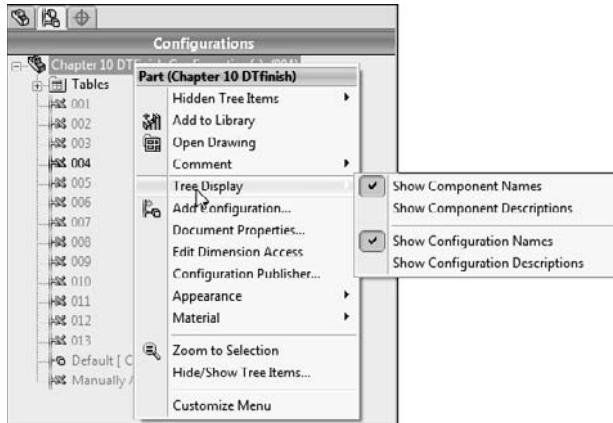 Configurations
Chapter 10 DT
Part (Chapter 10 DTfinish)
Tables
Hidden Tree Items
001
002
Add to Library
003
Open Drawing
004
Comment
005
Tree Display
Show Component Names
006
Add Configuration...
Show Component Descriptions
007
Document Properties...
008
Edit Dimension Access
Show Configuration Names
009
Configuration Publisher...
Show Configuration Descriptions
010
011
Appearance
012
Material
013
Default [ C
Zoom to Selection
Manually
Hide/Show Tree Items...
Customize Menu